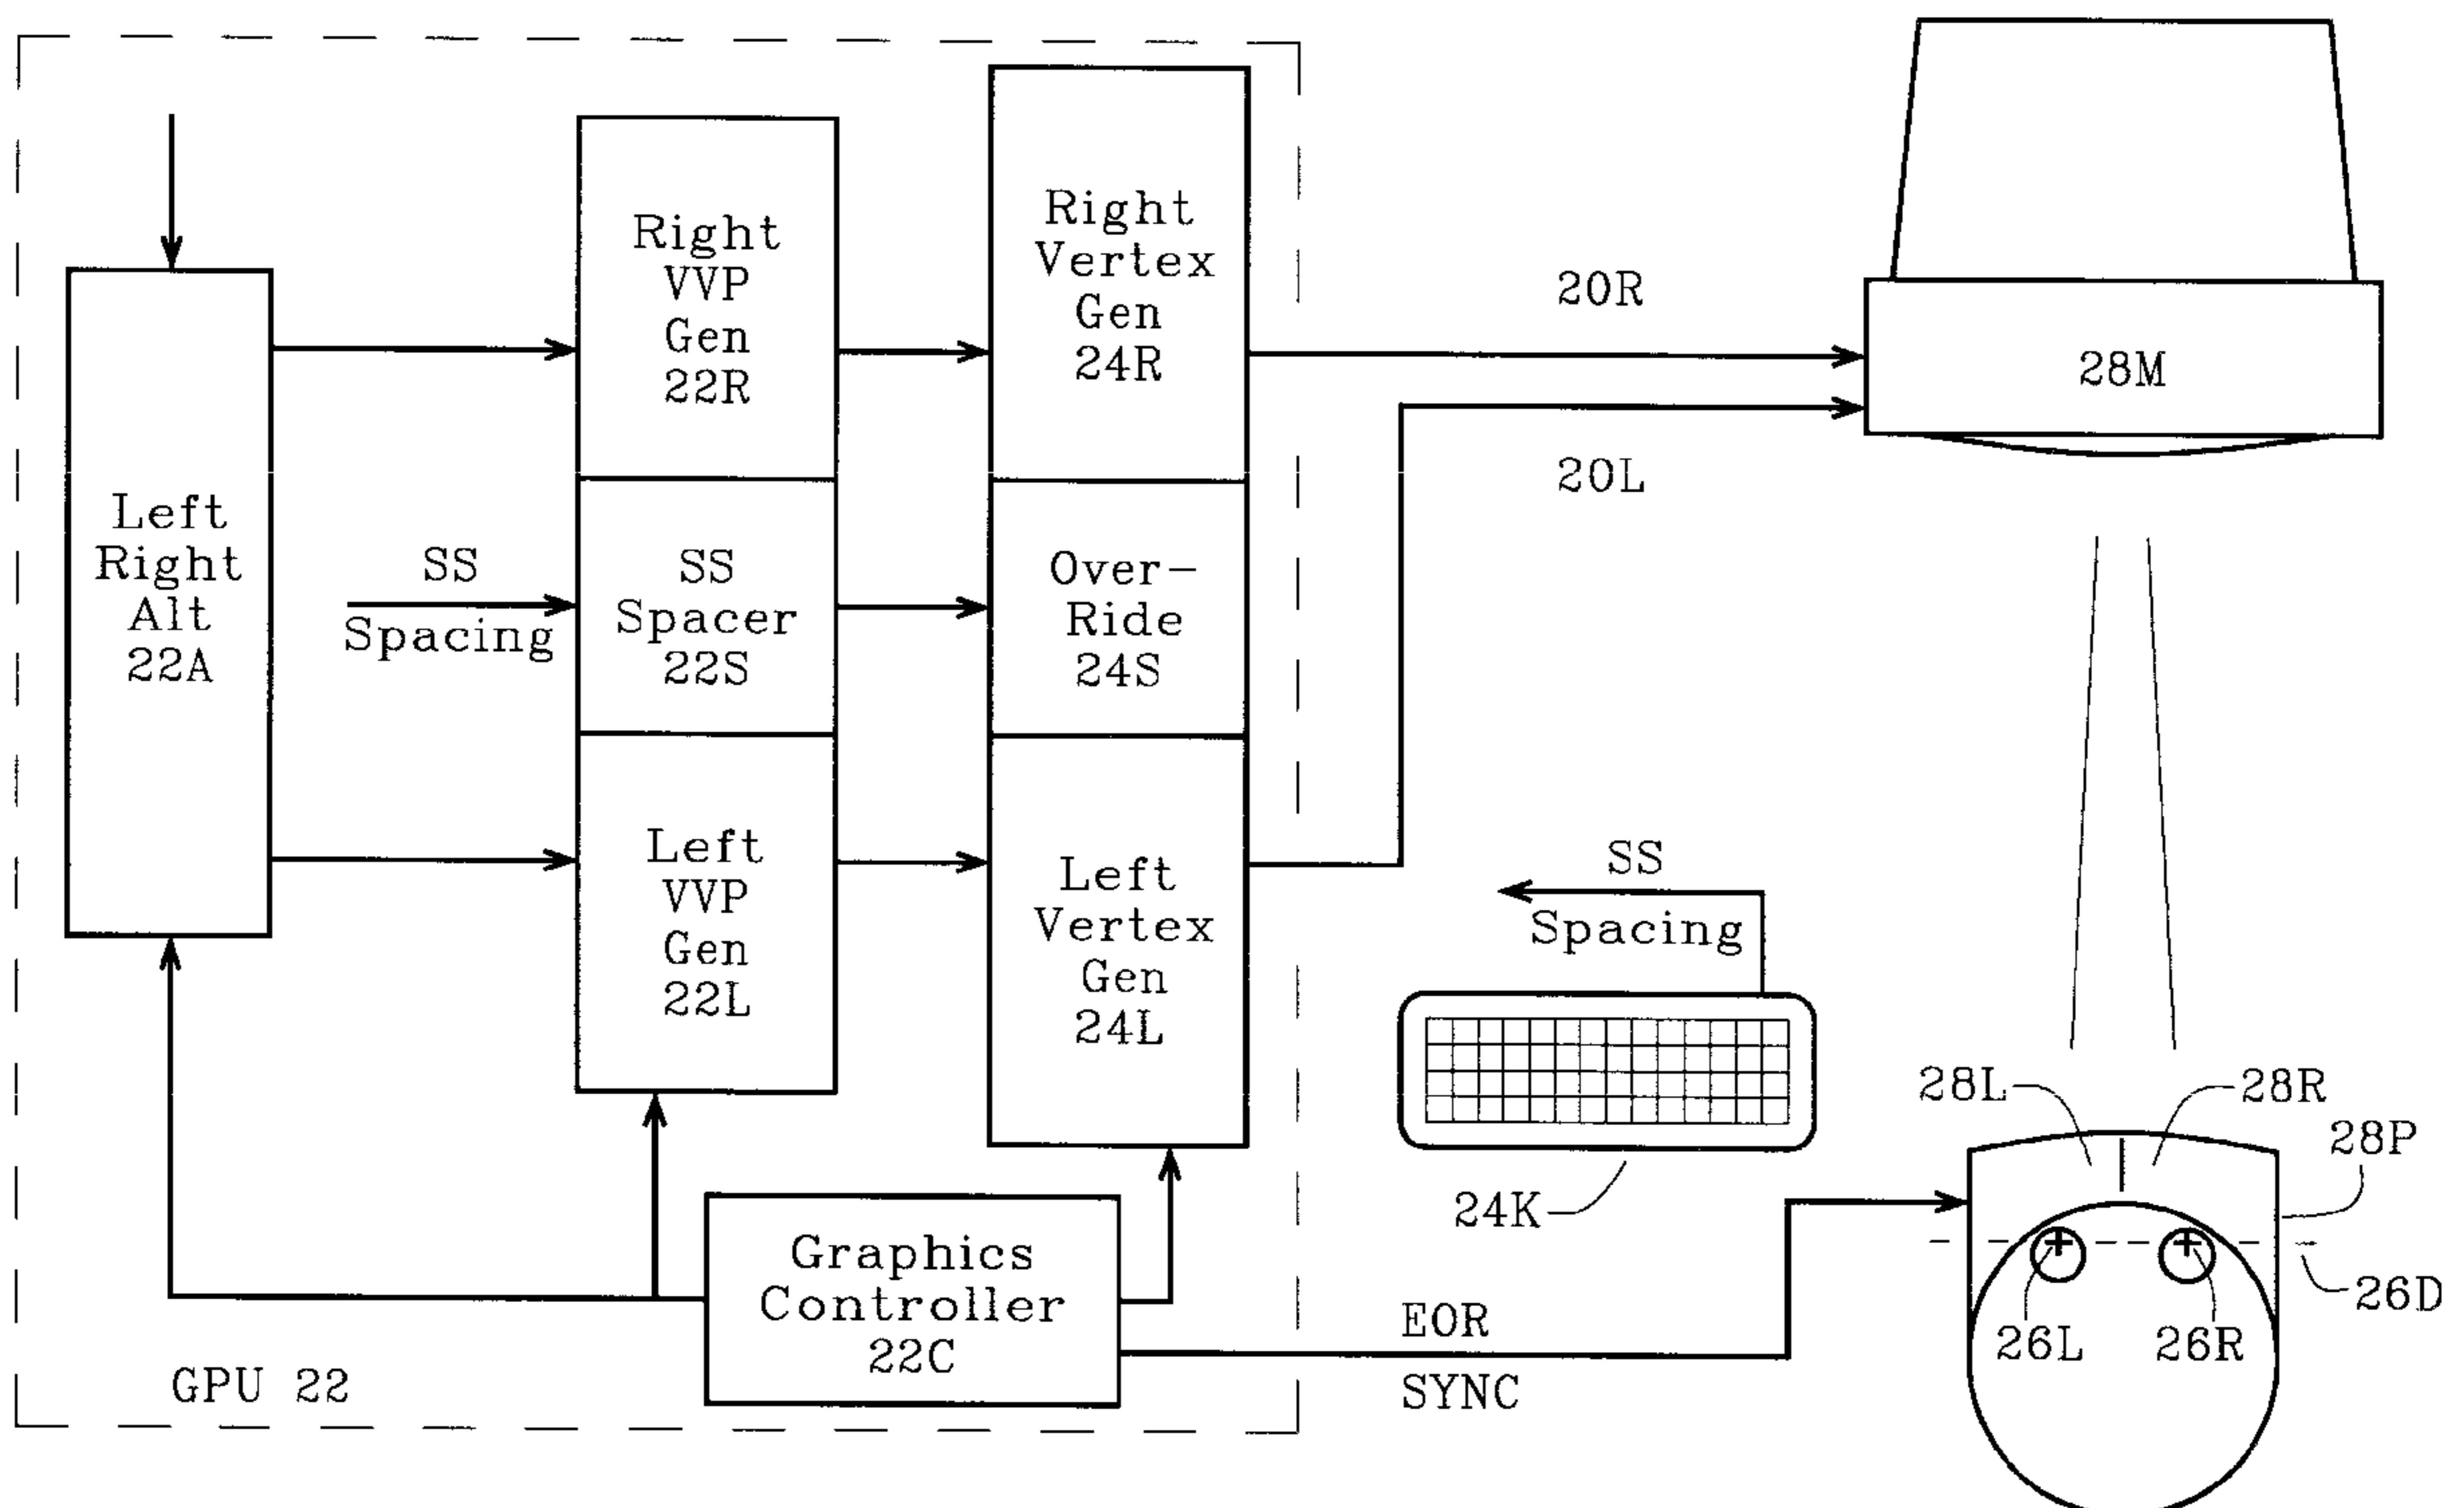 Left
Right
Alt
22A
SS
Spacing
Right
VVP
Gen
22R
SS
Spacer
22S
Left
VVP
Gen
22L
Right
Vertex
Gen
24R
Over-
Ride
24S
Left
Vertex
Gen
24L
Graphics
Controller
22C
GPU 22
20R
20L
28M
SS
Spacing
24K
EOR
SYNC
28L
28R
28P
26D
26L
26R